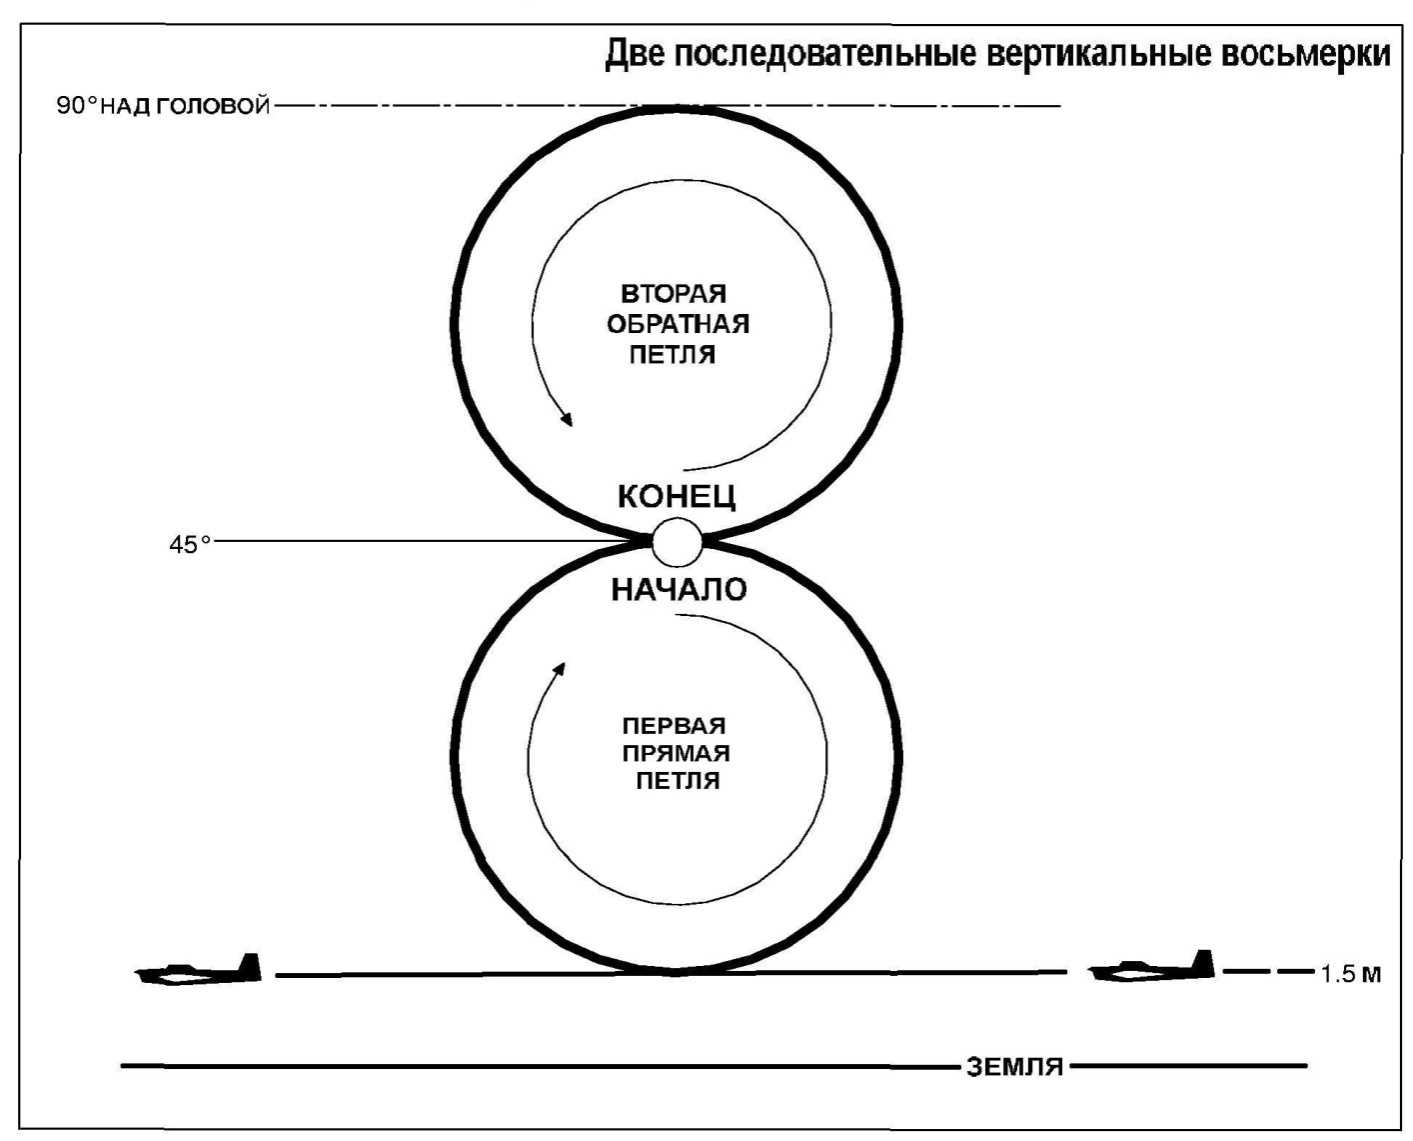 Две последовательные вертикальные восьмерки
90° НАД ГОЛОВОЙ
ВТОРАЯ
ОБРАТНАЯ
ПЕТЛЯ
КОНЕЦ
45°
НАЧАЛО
ПЕРВАЯ
ПРЯМАЯ
ПЕТЛЯ
1.5 М
ЗЕМЛЯ